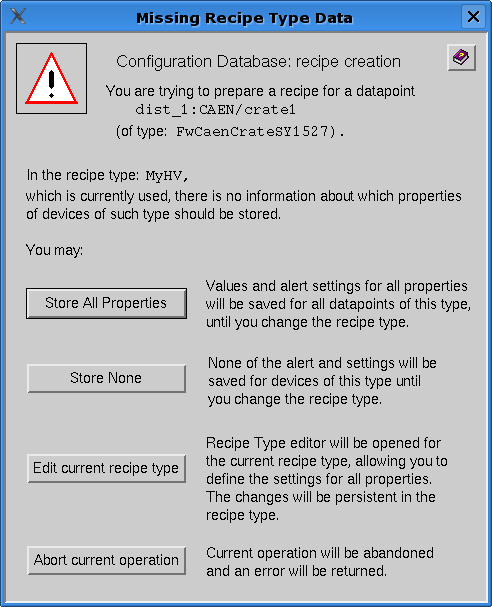 Missing Recipe Type Data
Configuration Database: recipe creation
You are trying to prepare a recipe for a datapoint
dist_1:CAEN/crate1
(of type: FwCaenCrateSY1527).
In the recipe type: MyHV,
which is currently used, there is no information about which properties
of devices of such type should be stored.
You may:
Store All Properties
Values and alert settings for all properties
will be saved for all datapoints of this type,
until you change the recipe type.
Store None
None of the alert and settings will be
saved for devices of this type until
you change the recipe type.
Edit current recipe type
Recipe Type editor will be opened for
the current recipe type, allowing you to
define the settings for all properties.
The changes will be persistent in the
recipe type.
Abort current operation
Current operation will be abandoned
and an error will be returned.